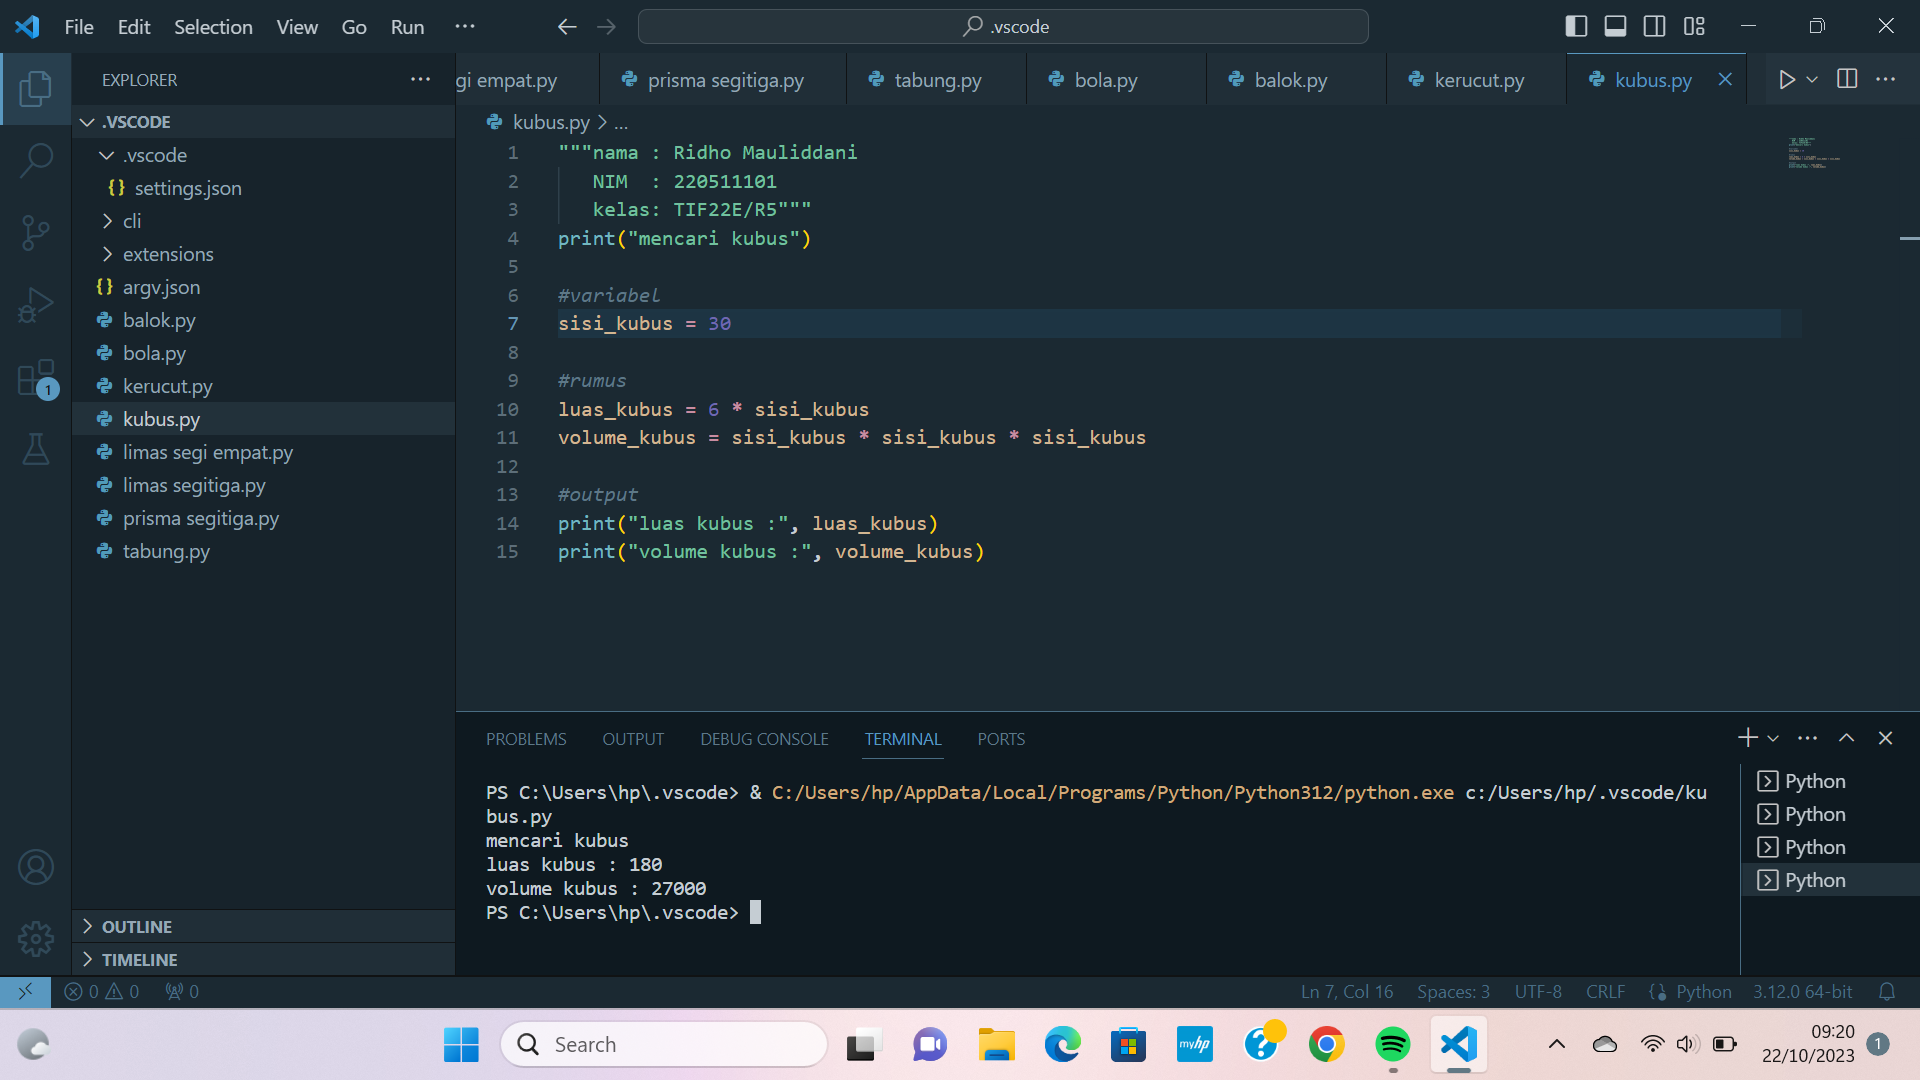 File Edit Selection View Go Run ···
.vscode
EXPLORER ···
gi empat.py prisma segitiga.py tabung.py bola.py balok.py kerucut.py kubus.py
.VSCODE
.vscode
{} settings.json
cli
extensions
{} argv.json
balok.py
bola.py
kerucut.py
kubus.py
limas segi empat.py
limas segitiga.py
prisma segitiga.py
tabung.py
OUTLINE
TIMELINE
1
kubus.py > ...
1 """nama : Ridho Mauliddani
2    NIM  : 220511101
3    kelas: TIF22E/R5"""
4 print("mencari kubus")
5
6 #variabel
7 sisi_kubus = 30
8
9 #rumus
10 luas_kubus = 6 * sisi_kubus
11 volume_kubus = sisi_kubus * sisi_kubus * sisi_kubus
12
13 #output
14 print("luas kubus :", luas_kubus)
15 print("volume kubus :", volume_kubus)
PROBLEMS OUTPUT DEBUG CONSOLE TERMINAL PORTS
PS C:\Users\hp\.vscode> & C:/Users/hp/AppData/Local/Programs/Python/Python312/python.exe c:/Users/hp/.vscode/ku
bus.py
mencari kubus
luas kubus : 180
volume kubus : 27000
PS C:\Users\hp\.vscode>
Python
Python
Python
Python
0 0 0
Ln 7, Col 16 Spaces: 3 UTF-8 CRLF {} Python 3.12.0 64-bit
Search
myhp
09:20
22/10/2023
1